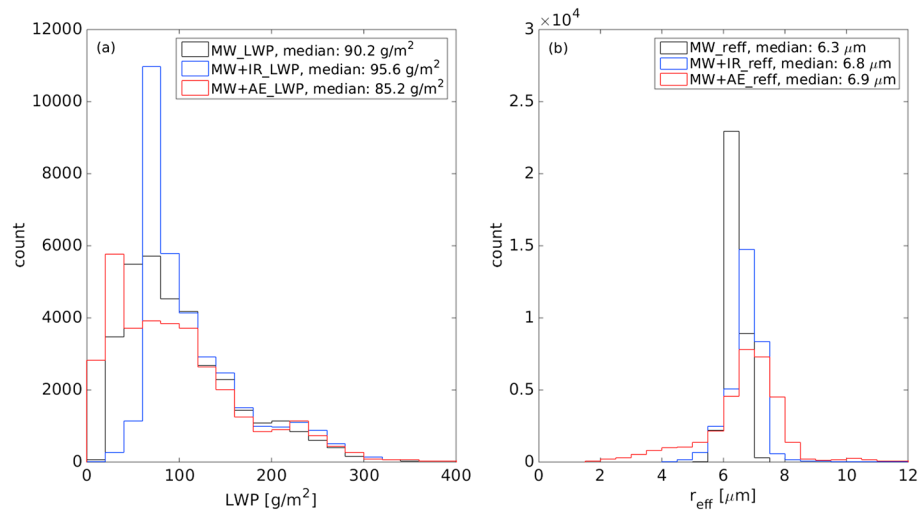 (a)
MW_LWP, median: 90.2 g/m²
MW+IR_LWP, median: 95.6 g/m²
MW+AE_LWP, median: 85.2 g/m²
12000
10000
8000
6000
4000
2000
0
count
0 100 200 300 400
LWP [g/m²]
×10⁴
(b)
MW_reff, median: 6.3 μm
MW+IR_reff, median: 6.8 μm
MW+AE_reff, median: 6.9 μm
3
2.5
2
1.5
1
0.5
0
count
0 2 4 6 8 10 12
r_eff [μm]